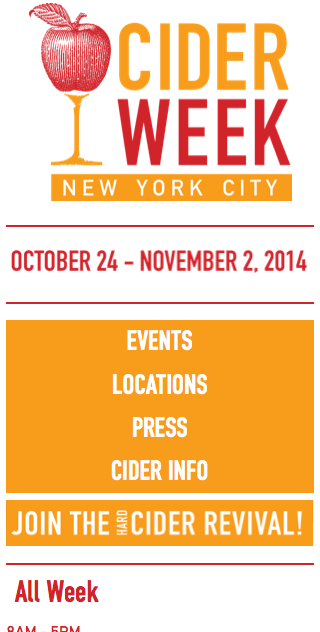 CIDER
WEEK
NEW YORK CITY
OCTOBER 24 - NOVEMBER 2, 2014
EVENTS
LOCATIONS
PRESS
CIDER INFO
JOIN THE HARD CIDER REVIVAL!
All Week
8AM - 5PM